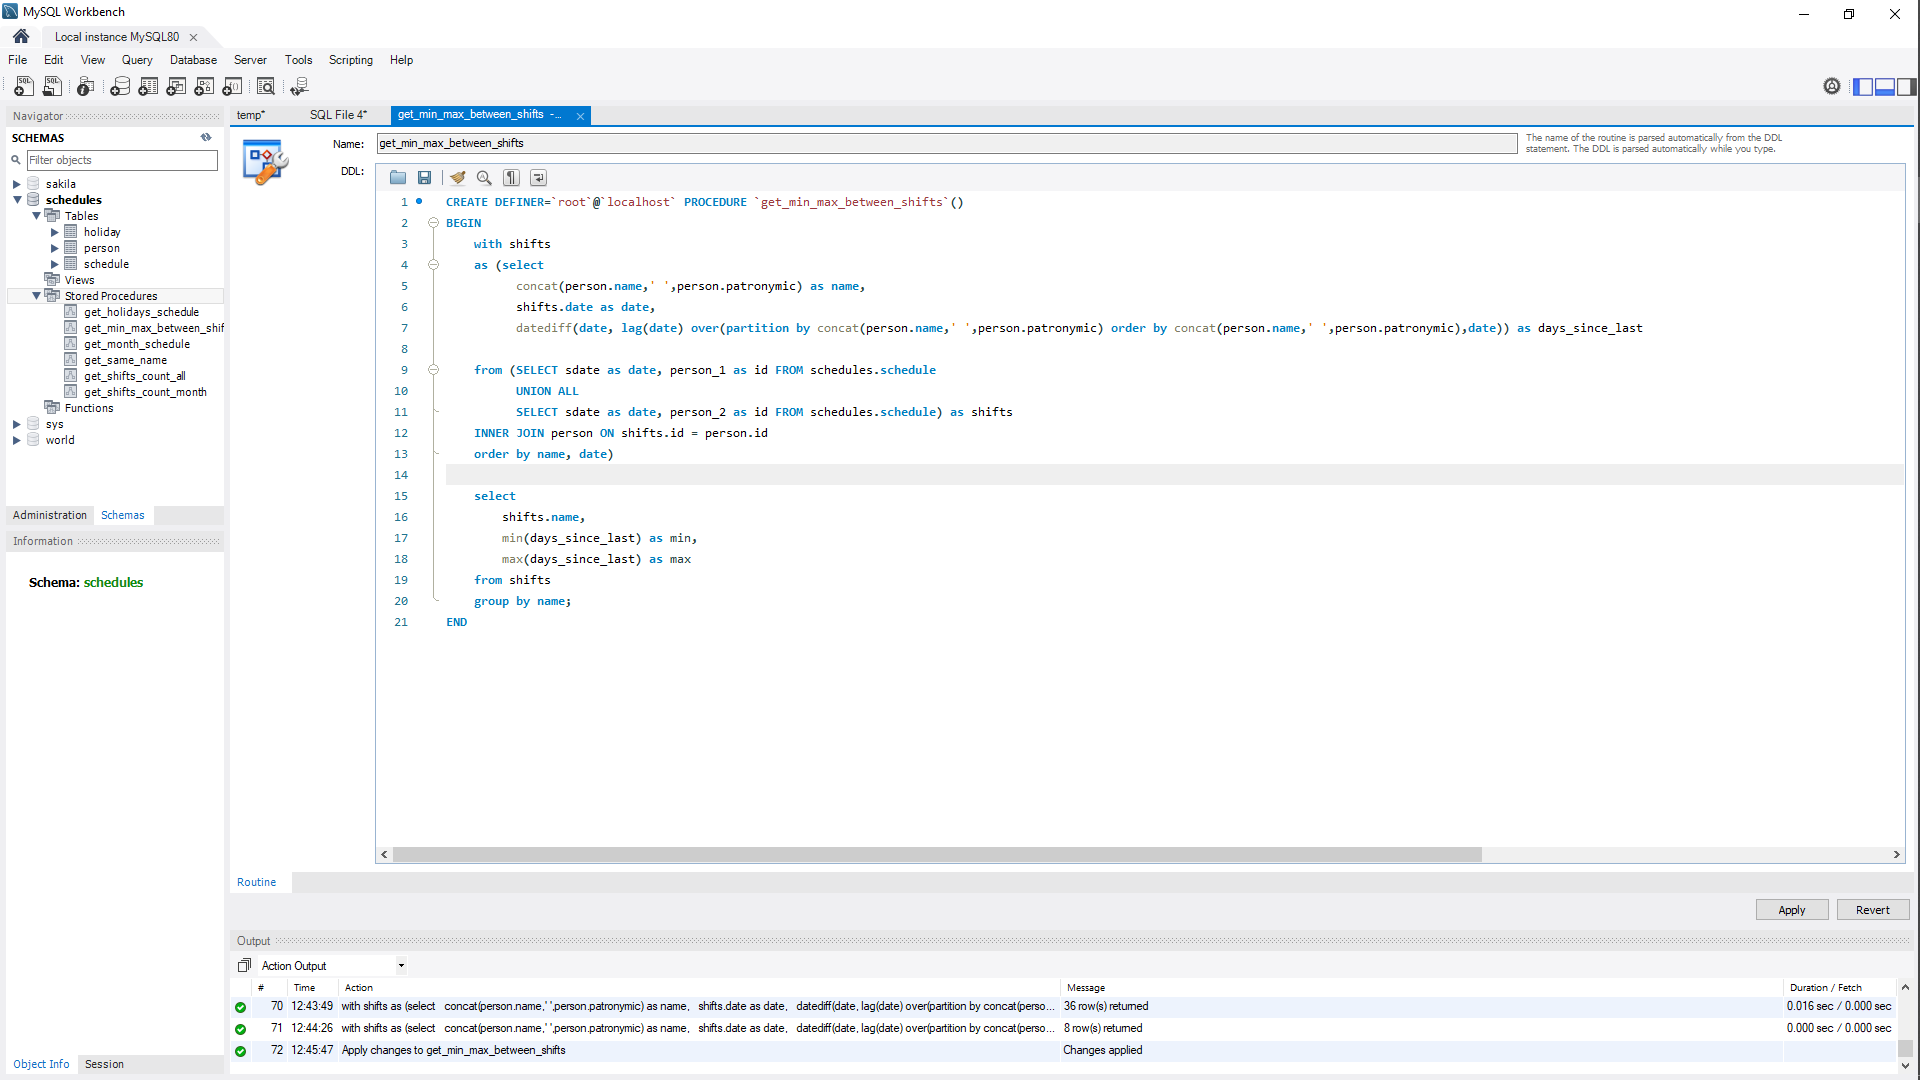 MySQL Workbench
Local instance MySQL80
File Edit View Query Database Server Tools Scripting Help
Navigator
SCHEMAS
Filter objects
sakila
schedules
Tables
holiday
person
schedule
Views
Stored Procedures
get_holidays_schedule
get_min_max_between_shif
get_month_schedule
get_same_name
get_shifts_count_all
get_shifts_count_month
Functions
sys
world
Administration Schemas
Information
Schema: schedules
Object Info Session
temp* SQL File 4* get_min_max_between_shifts -...
Name: get_min_max_between_shifts
The name of the routine is parsed automatically from the DDL
statement. The DDL is parsed automatically while you type.
DDL:
1 CREATE DEFINER=`root`@`localhost` PROCEDURE `get_min_max_between_shifts`()
2 BEGIN
3 with shifts
4 as (select
5 concat(person.name,' ',person.patronymic) as name,
6 shifts.date as date,
7 datediff(date, lag(date) over(partition by concat(person.name,' ',person.patronymic) order by concat(person.name,' ',person.patronymic),date)) as days_since_last
8
9 from (SELECT sdate as date, person_1 as id FROM schedules.schedule
10 UNION ALL
11 SELECT sdate as date, person_2 as id FROM schedules.schedule) as shifts
12 INNER JOIN person ON shifts.id = person.id
13 order by name, date)
14
15 select
16 shifts.name,
17 min(days_since_last) as min,
18 max(days_since_last) as max
19 from shifts
20 group by name;
21 END
Routine
Apply Revert
Output
Action Output
# Time Action Message Duration / Fetch
70 12:43:49 with shifts as (select concat(person.name,' ',person.patronymic) as name, shifts.date as date, datediff(date, lag(date) over(partition by concat(perso... 36 row(s) returned 0.016 sec / 0.000 sec
71 12:44:26 with shifts as (select concat(person.name,' ',person.patronymic) as name, shifts.date as date, datediff(date, lag(date) over(partition by concat(perso... 8 row(s) returned 0.000 sec / 0.000 sec
72 12:45:47 Apply changes to get_min_max_between_shifts Changes applied